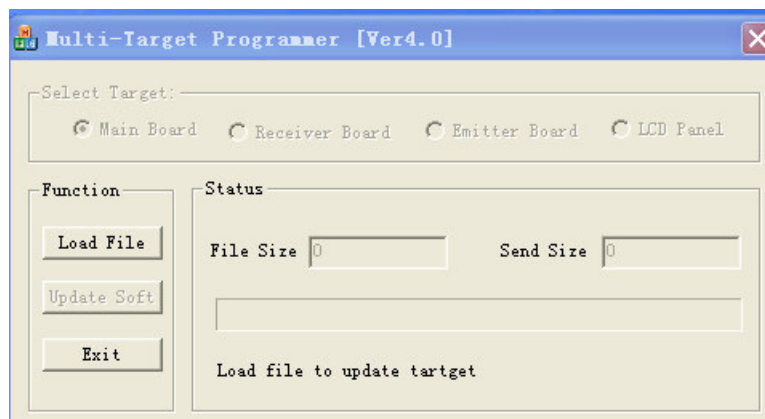 Multi-Target Programmer [Ver4.0]
Select Target:
Main Board Receiver Board Emitter Board LCD Panel
Function
Status
Load File
File Size 0 Send Size 0
Update Soft
Exit
Load file to update tartget